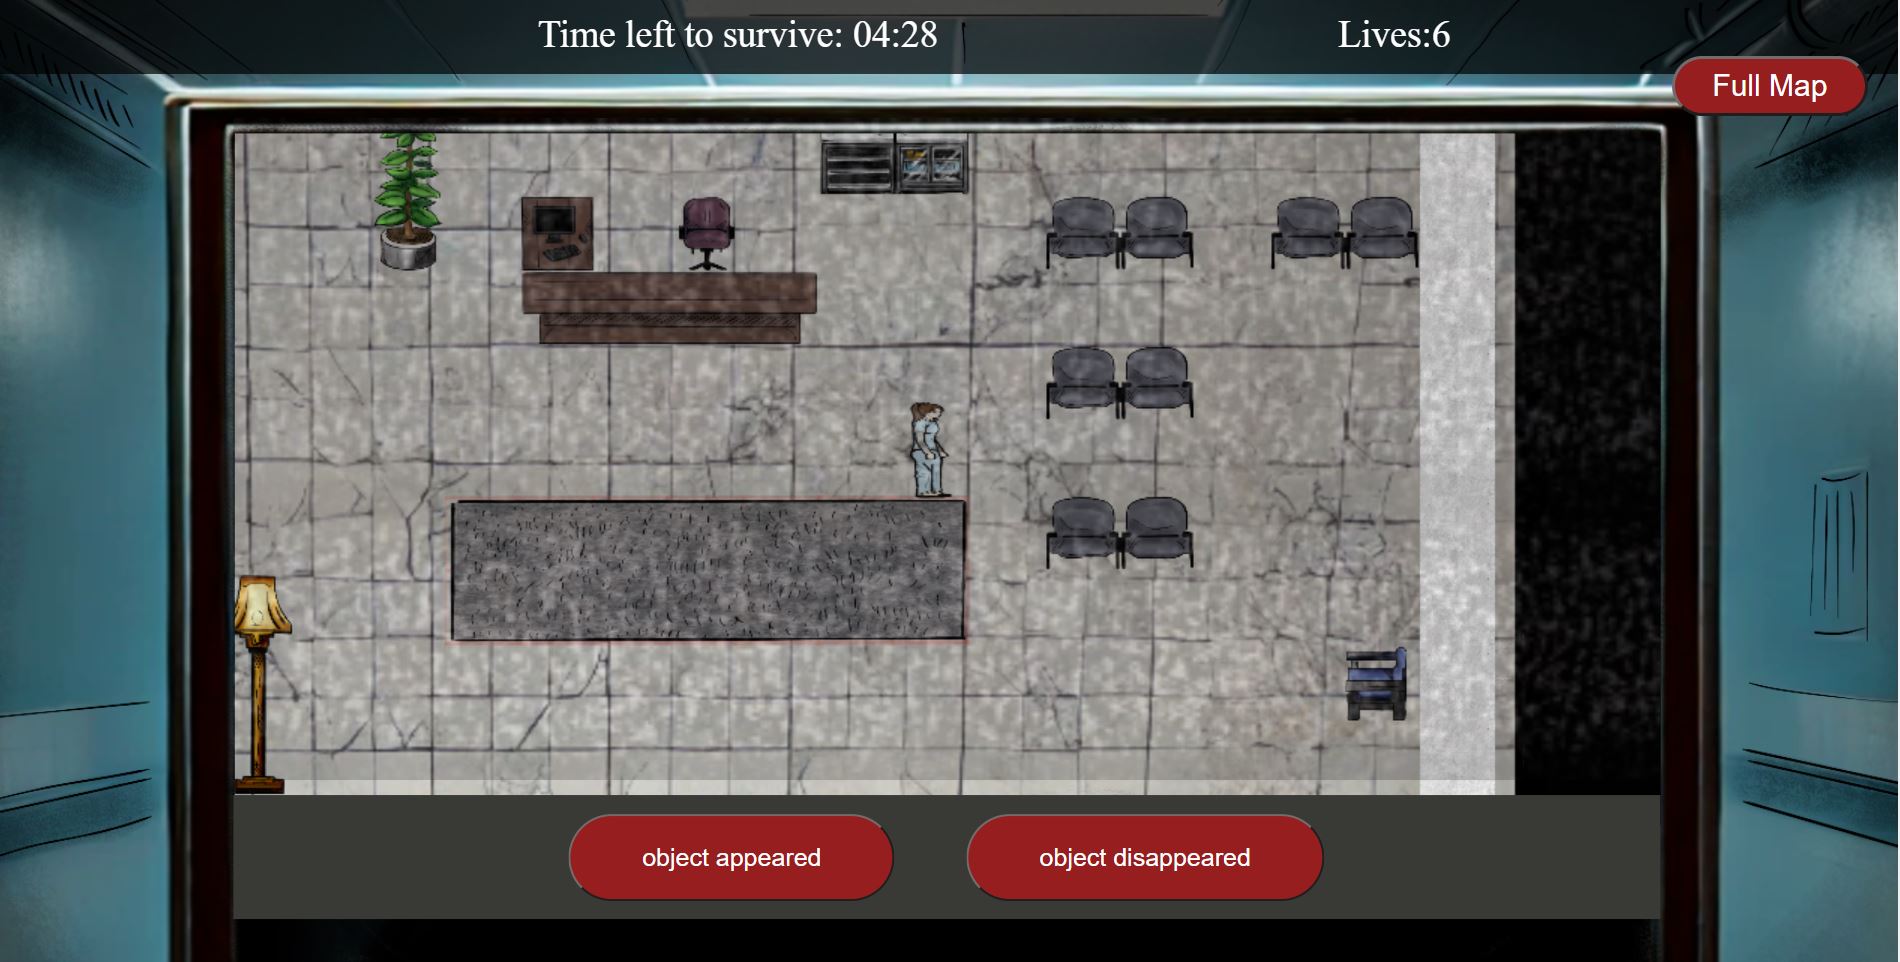 Time left to survive: 04:28
Lives:6
Full Map
object appeared
object disappeared